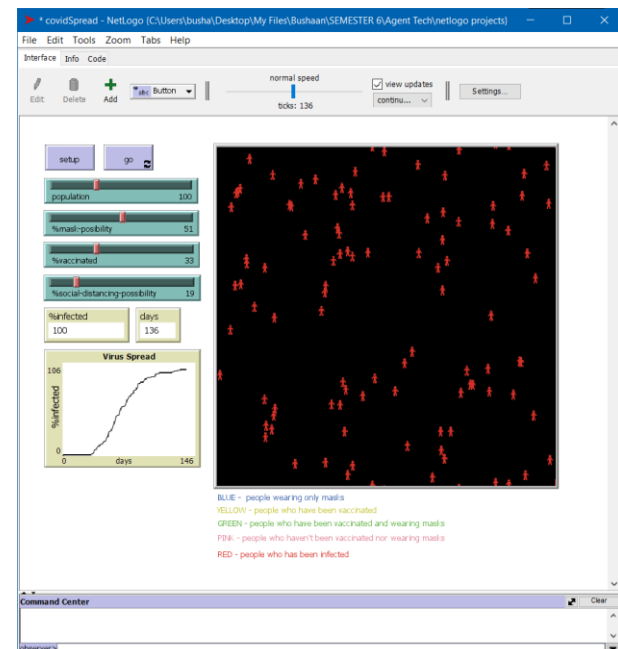 * covidSpread - NetLogo {C:\Users\busha\Desktop\My Files\Bushaan\SEMESTER 6\Agent Tech\netlogo projects}
File Edit Tools Zoom Tabs Help
Interface Info Code
Edit Delete Add abc Button normal speed ticks: 136 view updates continu... Settings...
setup go
population 100
%mask-posibility 51
%vaccinated 33
%social-distancing-possibility 19
%infected days
100 136
Virus Spread
106
%infected
0
0 days 146
BLUE - people wearing only masks
YELLOW - people who have been vaccinated
GREEN - people who have been vaccinated and wearing masks
PINK - people who haven't been vaccinated nor wearing masks
RED - people who has been infected
Command Center Clear
observer>